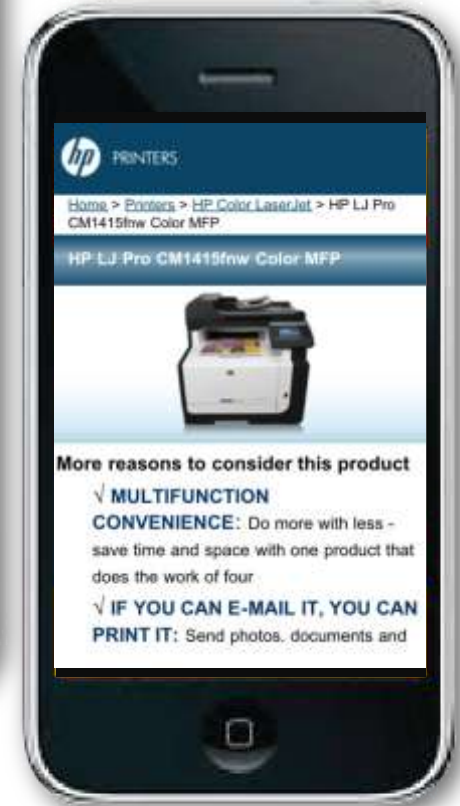 hp PRINTERS
Home > Printers > HP Color LaserJet > HP LJ Pro
CM1415fnw Color MFP
HP LJ Pro CM1415fnw Color MFP
More reasons to consider this product
√ MULTIFUNCTION
CONVENIENCE: Do more with less -
save time and space with one product that
does the work of four
√ IF YOU CAN E-MAIL IT, YOU CAN
PRINT IT: Send photos, documents and